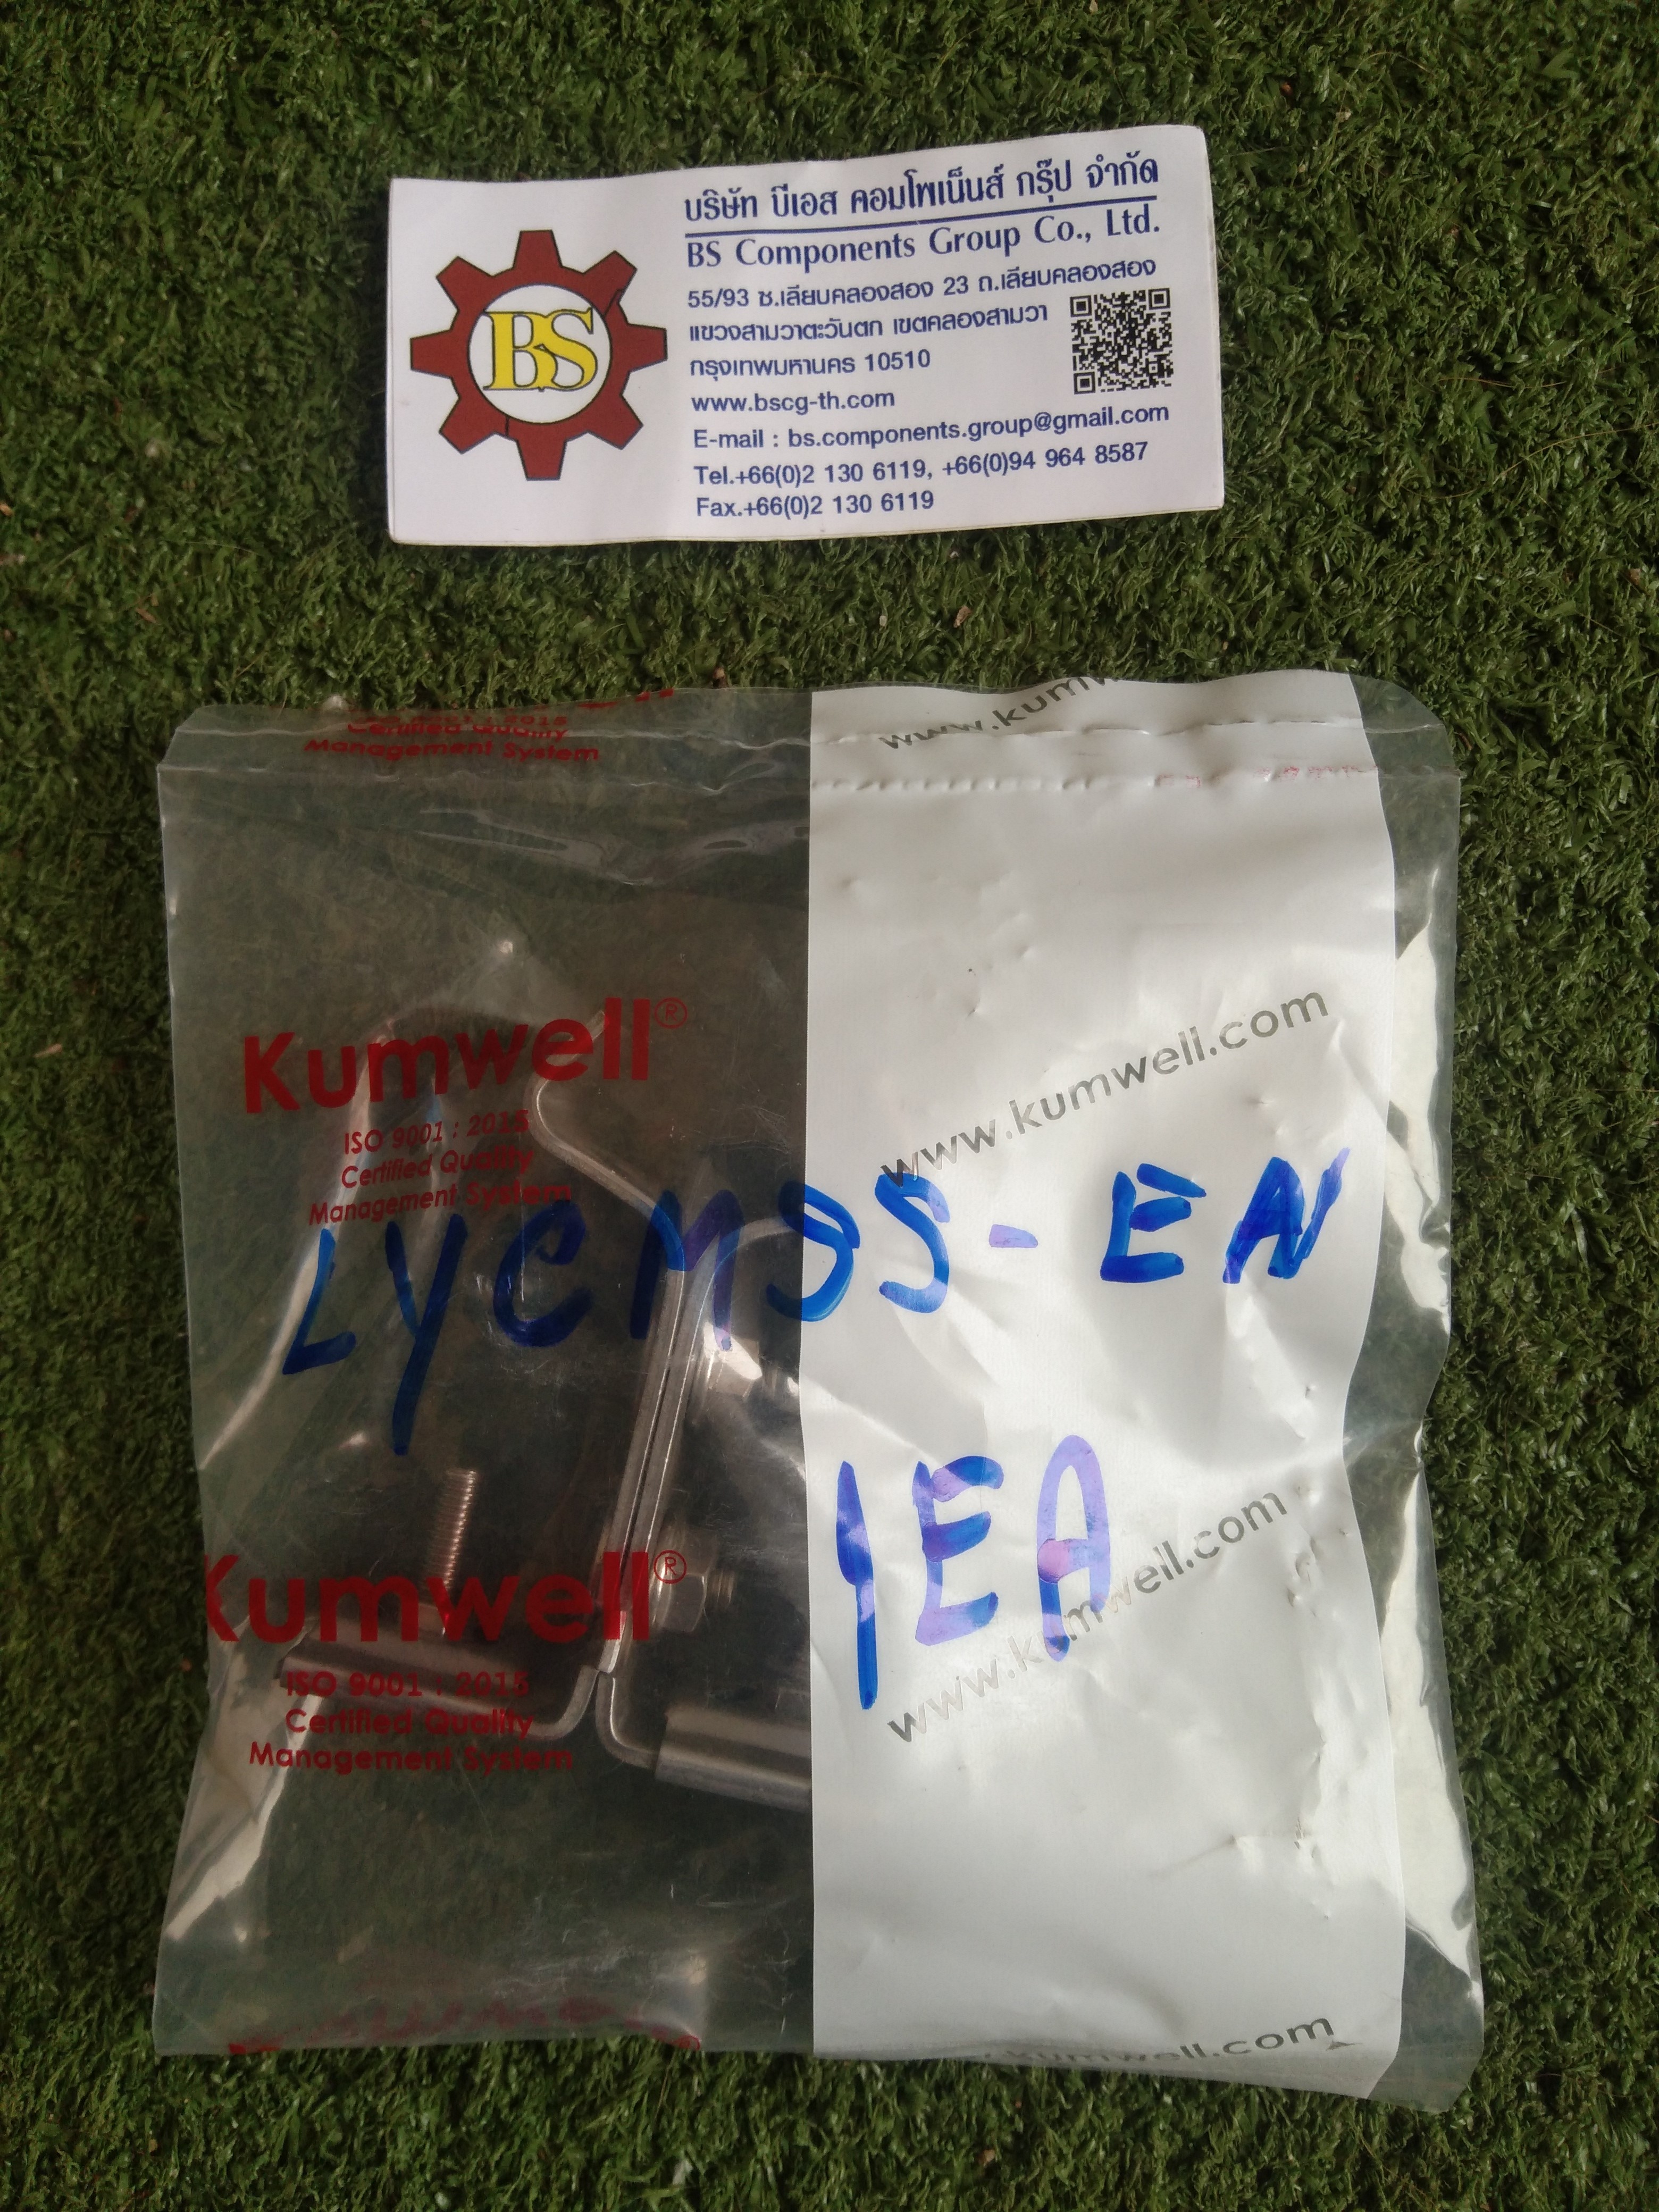 บริษัท บีเอส คอมโพเน็นส์ กรุ๊ป จำกัด
BS Components Group Co., Ltd.
55/93 ซ.เลียบคลองสอง 23 ถ.เลียบคลองสอง
แขวงสามวาตะวันตก เขตคลองสามวา
กรุงเทพมหานคร 10510
www.bscg-th.com
E-mail : bs.components.group@gmail.com
Tel.+66(0)2 130 6119, +66(0)94 964 8587
Fax.+66(0)2 130 6119
BS
Certified Quality
Management System
www.kumw
Kumwell®
ISO 9001 : 2015
Certified Quality
Management System
www.kumwell.com
LYCMSS-EN
1EA
Kumwell®
ISO 9001 : 2015
Certified Quality
Management System
www.kumwell.com
kumwell.com